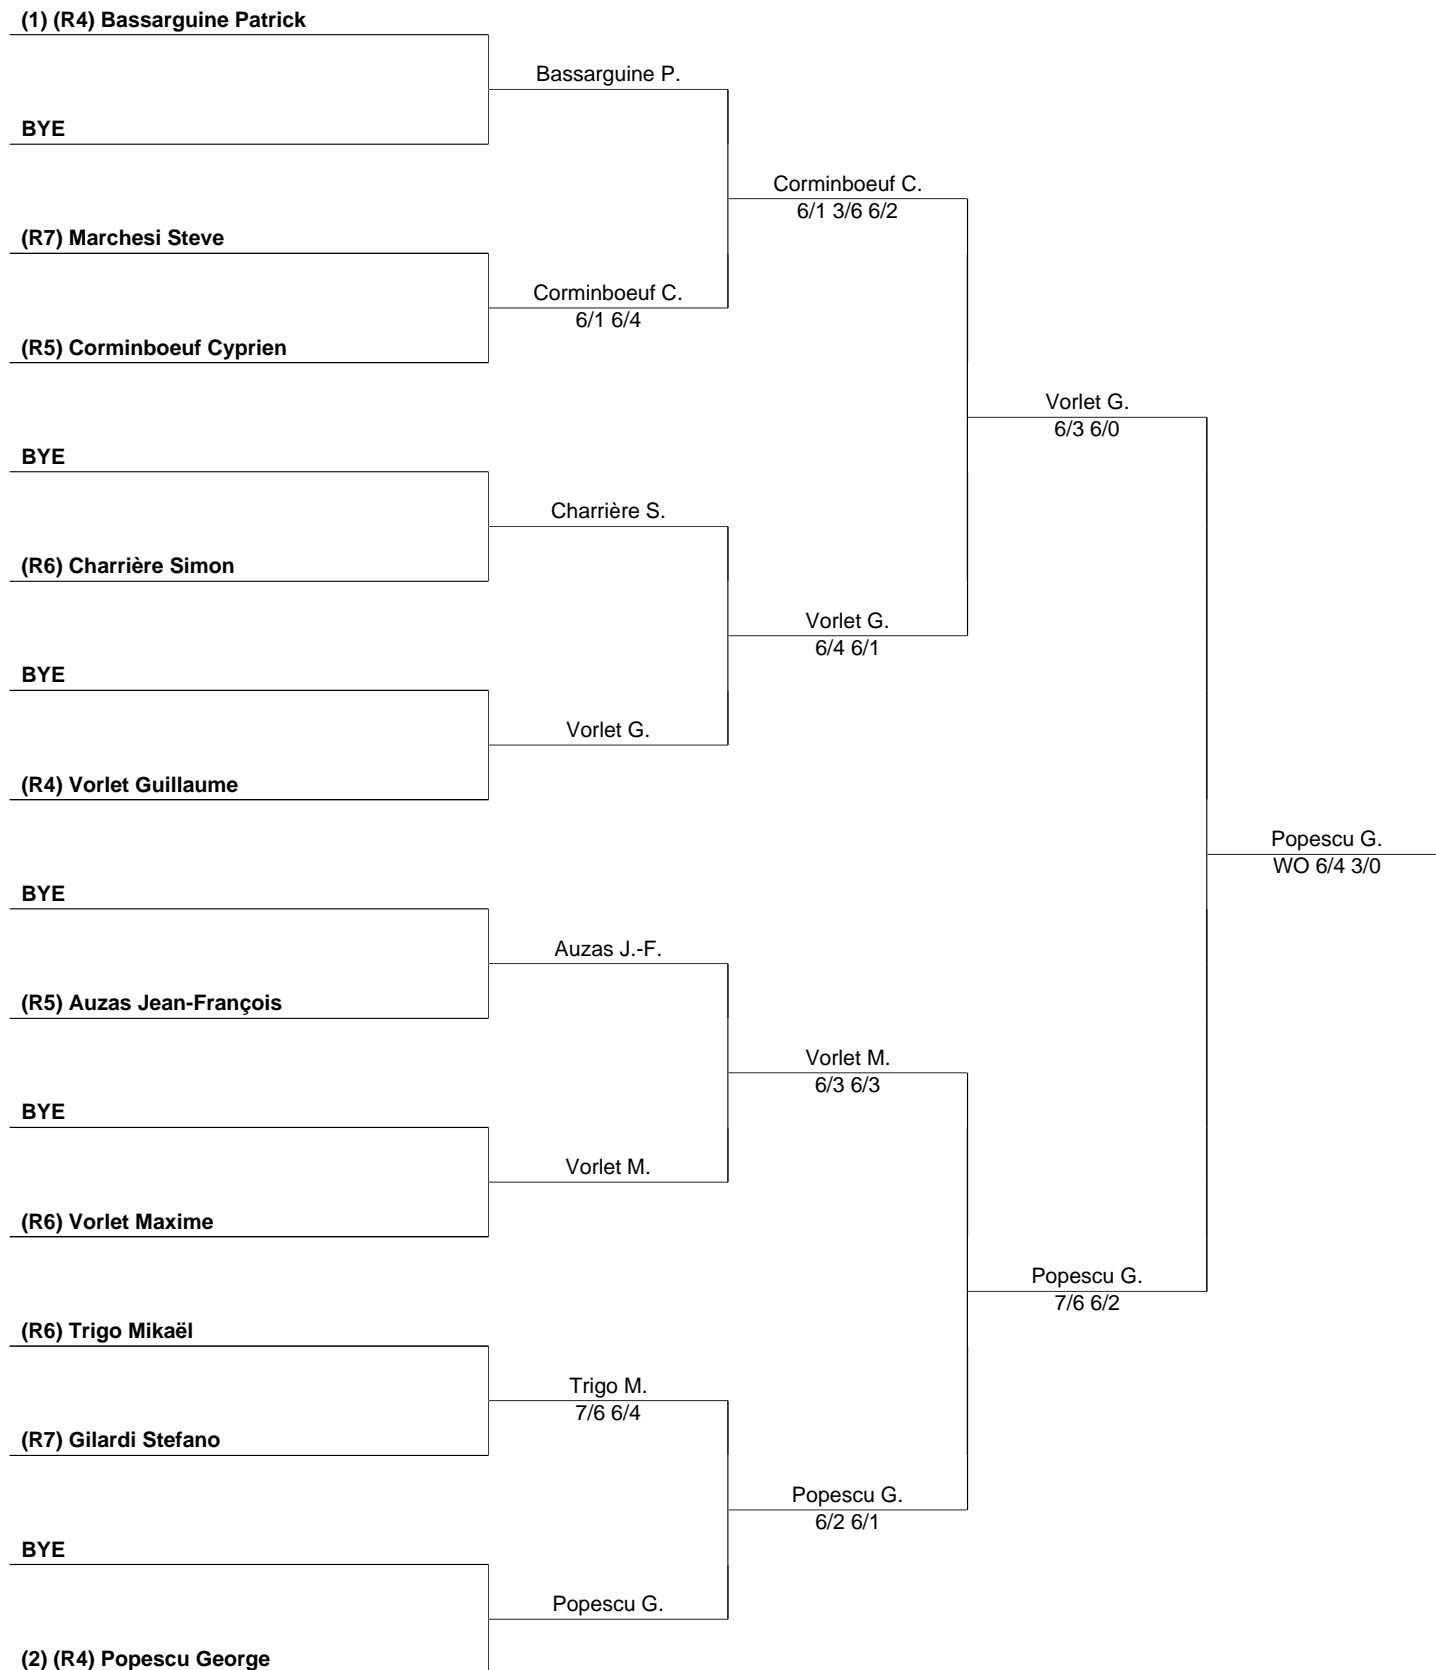 (1) (R4) Bassarguine Patrick
Bassarguine P.
BYE
Corminboeuf C.
6/1 3/6 6/2
(R7) Marchesi Steve
Corminboeuf C.
6/1 6/4
(R5) Corminboeuf Cyprien
Vorlet G.
6/3 6/0
BYE
Charrière S.
(R6) Charrière Simon
Vorlet G.
6/4 6/1
BYE
Vorlet G.
(R4) Vorlet Guillaume
Popescu G.
WO 6/4 3/0
BYE
Auzas J.-F.
(R5) Auzas Jean-François
Vorlet M.
6/3 6/3
BYE
Vorlet M.
(R6) Vorlet Maxime
Popescu G.
7/6 6/2
(R6) Trigo Mikaël
Trigo M.
7/6 6/4
(R7) Gilardi Stefano
Popescu G.
6/2 6/1
BYE
Popescu G.
(2) (R4) Popescu George